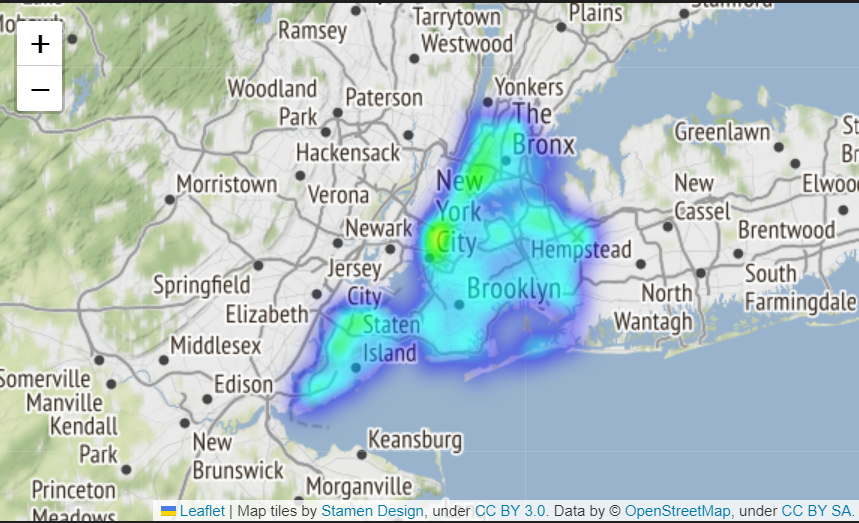 Tarrytown
Plains
Stamford
Ramsey
Westwood
+
−
Woodland
Park
Paterson
Yonkers
The
Bronx
Greenlawn
Hackensack
Morristown
Verona
New
York
City
New
Cassel
Newark
Hempstead
Brentwood
Jersey
City
Springfield
Brooklyn
North
Wantagh
South
Farmingdale
Elizabeth
Staten
Island
Middlesex
Somerville
Edison
Manville
Kendall
Park
New
Brunswick
Keansburg
Princeton
Meadows
Morganville
Leaflet | Map tiles by Stamen Design, under CC BY 3.0. Data by © OpenStreetMap, under CC BY SA.